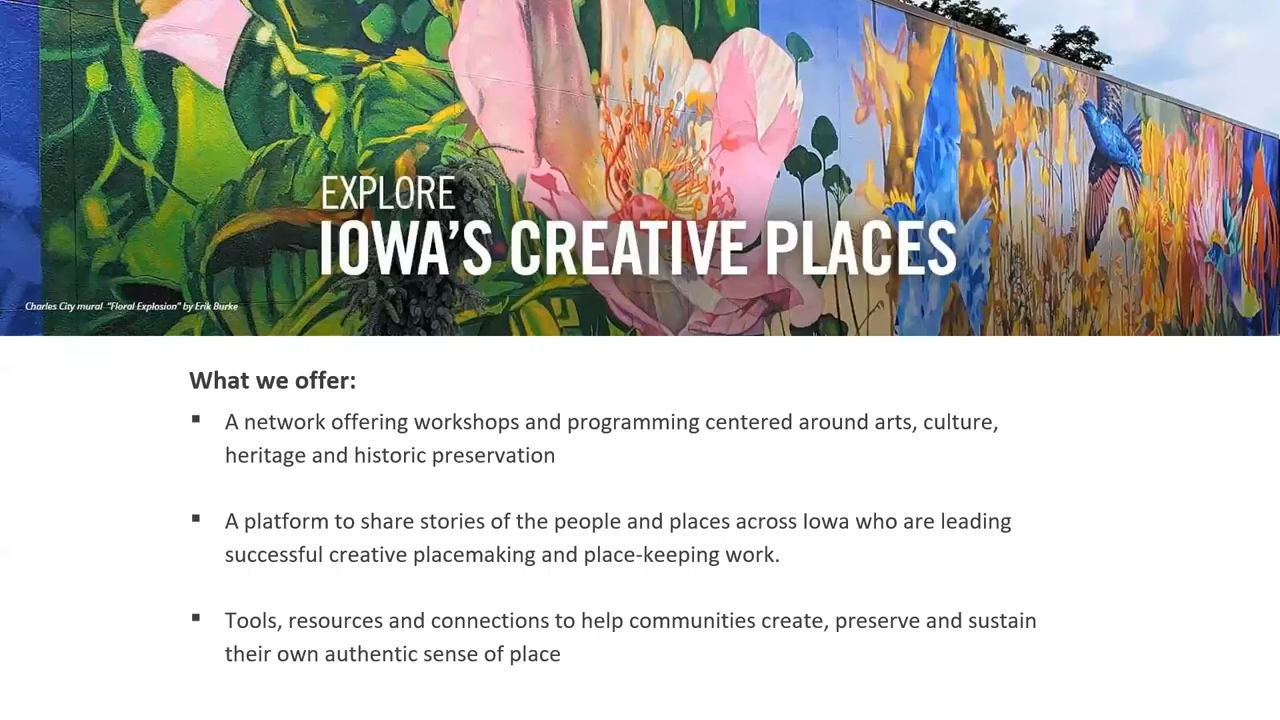 EXPLORE
IOWA'S CREATIVE PLACES
Charles City mural "Floral Explosion" by Erik Burke
What we offer:
▪ A network offering workshops and programming centered around arts, culture,
heritage and historic preservation
▪ A platform to share stories of the people and places across Iowa who are leading
successful creative placemaking and place-keeping work.
▪ Tools, resources and connections to help communities create, preserve and sustain
their own authentic sense of place